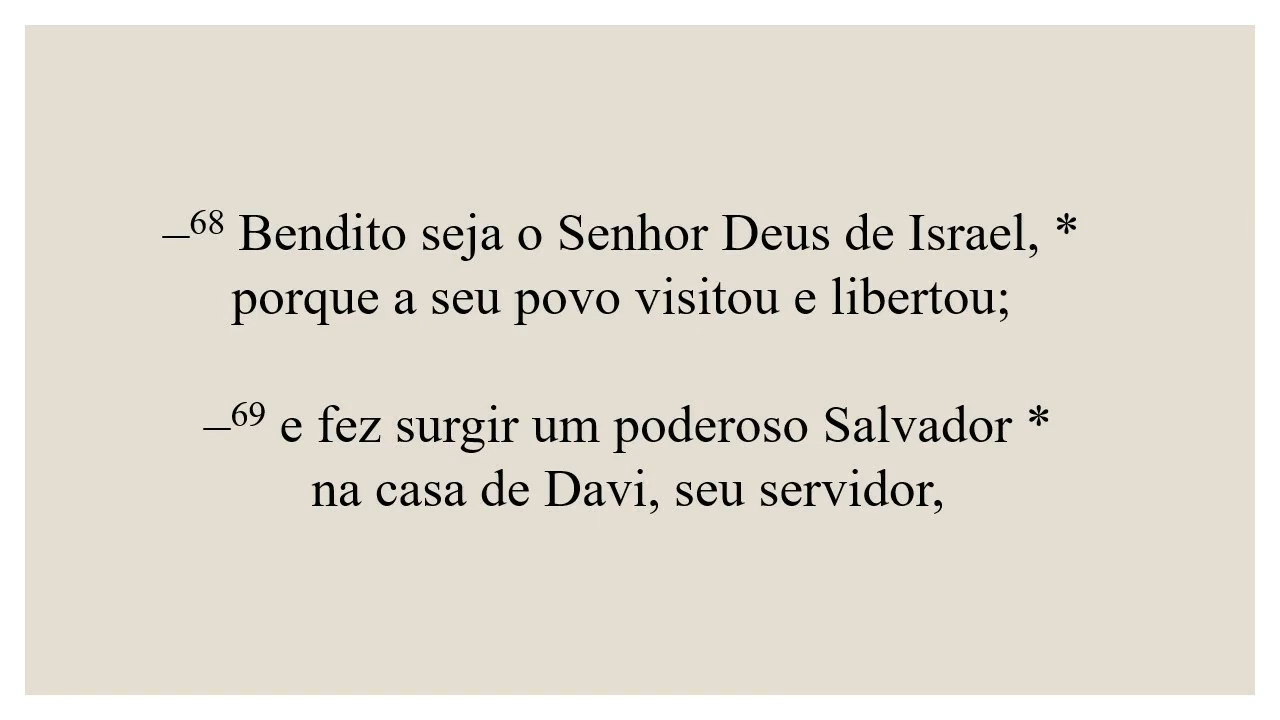 –⁶⁸ Bendito seja o Senhor Deus de Israel, *
porque a seu povo visitou e libertou;
–⁶⁹ e fez surgir um poderoso Salvador *
na casa de Davi, seu servidor,